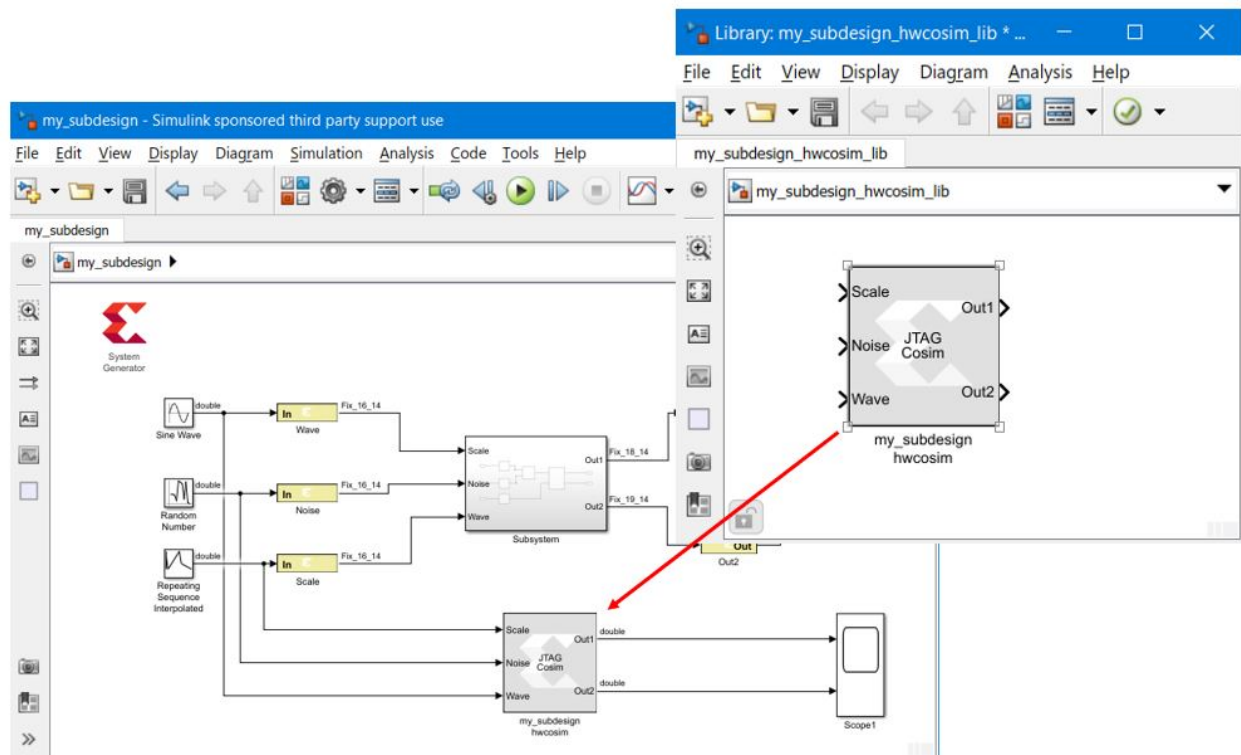 Library: my_subdesign_hwcosim_lib * ...
File Edit View Display Diagram Analysis Help
my_subdesign_hwcosim_lib
my_subdesign_hwcosim_lib
Scale
Noise
Wave
JTAG
Cosim
Out1
Out2
my_subdesign
hwcosim
my_subdesign - Simulink sponsored third party support use
File Edit View Display Diagram Simulation Analysis Code Tools Help
my_subdesign
my_subdesign
System
Generator
double
Sine Wave
In
Fix_16_14
Wave
double
Random
Number
In
Fix_16_14
Noise
double
Repeating
Sequence
Interpolated
In
Fix_16_14
Scale
Scale
Noise
Wave
Out1
Out2
Subsystem
Fix_18_14
Fix_19_14
Out
Out2
Scale
Noise
Wave
JTAG
Cosim
Out1
Out2
double
double
my_subdesign
hwcosim
Scope1